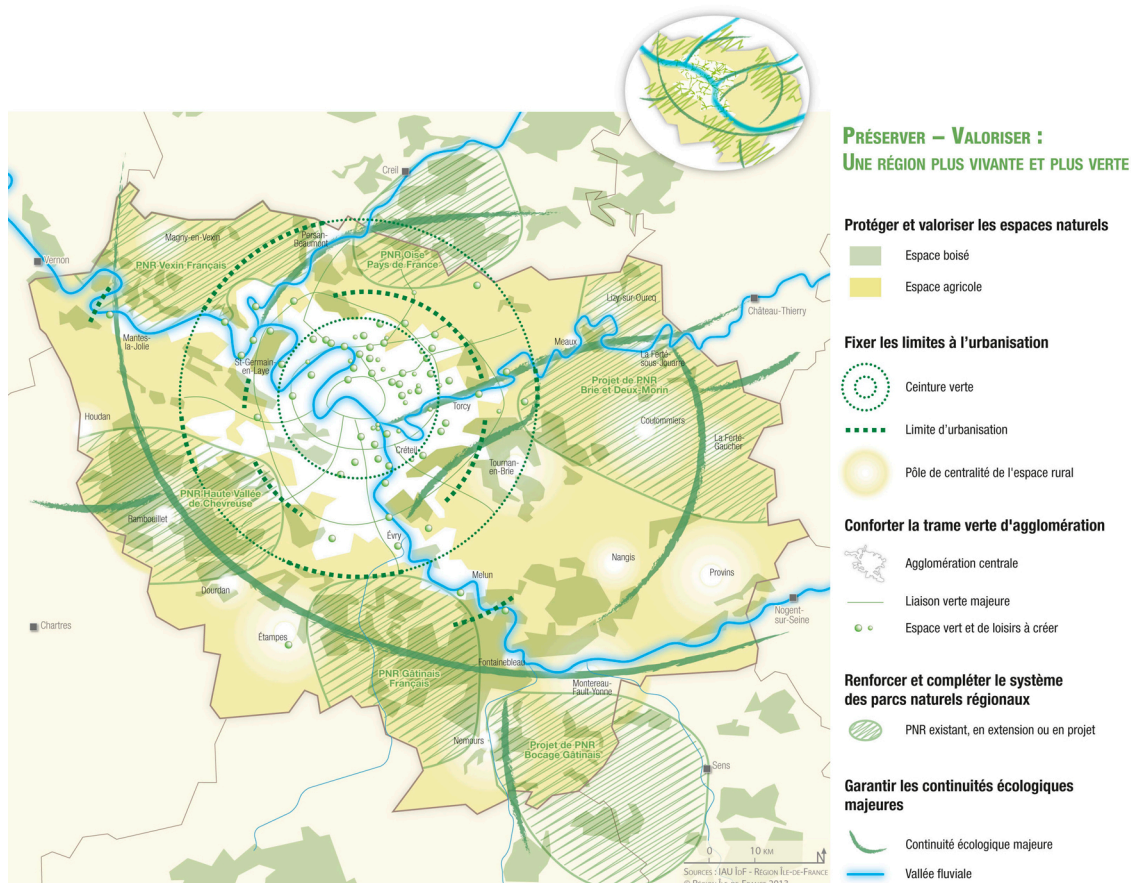 PRÉSERVER – VALORISER :
UNE RÉGION PLUS VIVANTE ET PLUS VERTE
Protéger et valoriser les espaces naturels
Espace boisé
Espace agricole
Fixer les limites à l'urbanisation
Ceinture verte
Limite d'urbanisation
Pôle de centralité de l'espace rural
Conforter la trame verte d'agglomération
Agglomération centrale
Liaison verte majeure
Espace vert et de loisirs à créer
Renforcer et compléter le système
des parcs naturels régionaux
PNR existant, en extension ou en projet
Garantir les continuités écologiques
majeures
Continuité écologique majeure
Vallée fluviale
Creil
Magny-en-Vexin
Persan-
Beaumont
Vernon
PNR Vexin Français
PNR Oise
Pays de France
Lizy-sur-Ourcq
Château-Thierry
Mantes-
la-Jolie
Meaux
St-Germain-
en-Laye
La Ferté-
sous-Jouarre
Projet de PNR
Brie et Deux-Morin
Torcy
Houdan
Coulommiers
La Ferté-
Gaucher
Créteil
Tournan-
en-Brie
PNR Haute Vallée
de Chevreuse
Rambouillet
Évry
Nangis
Melun
Provins
Dourdan
Nogent-
sur-Seine
Chartres
Étampes
Fontainebleau
PNR Gâtinais
Français
Montereau-
Fault-Yonne
Nemours
Projet de PNR
Bocage Gâtinais
Sens
0 10 KM
N
SOURCES : IAU ÎDF - RÉGION ÎLE-DE-FRANCE
© RÉGION ÎLE-DE-FRANCE 2013